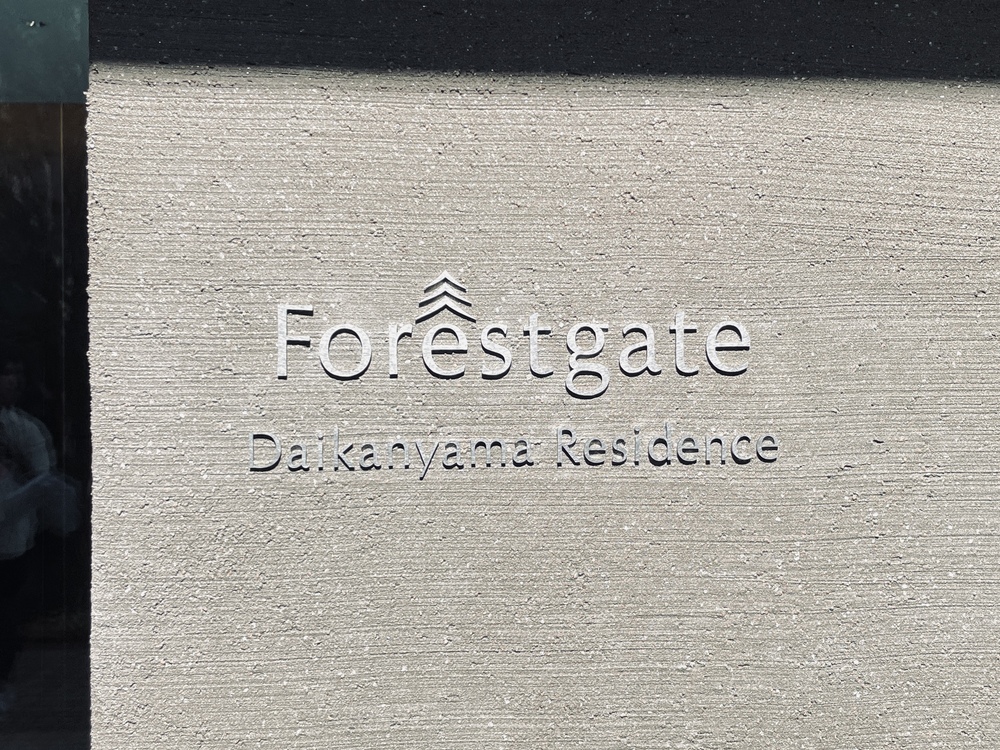 Forestgate
Daikanyama Residence